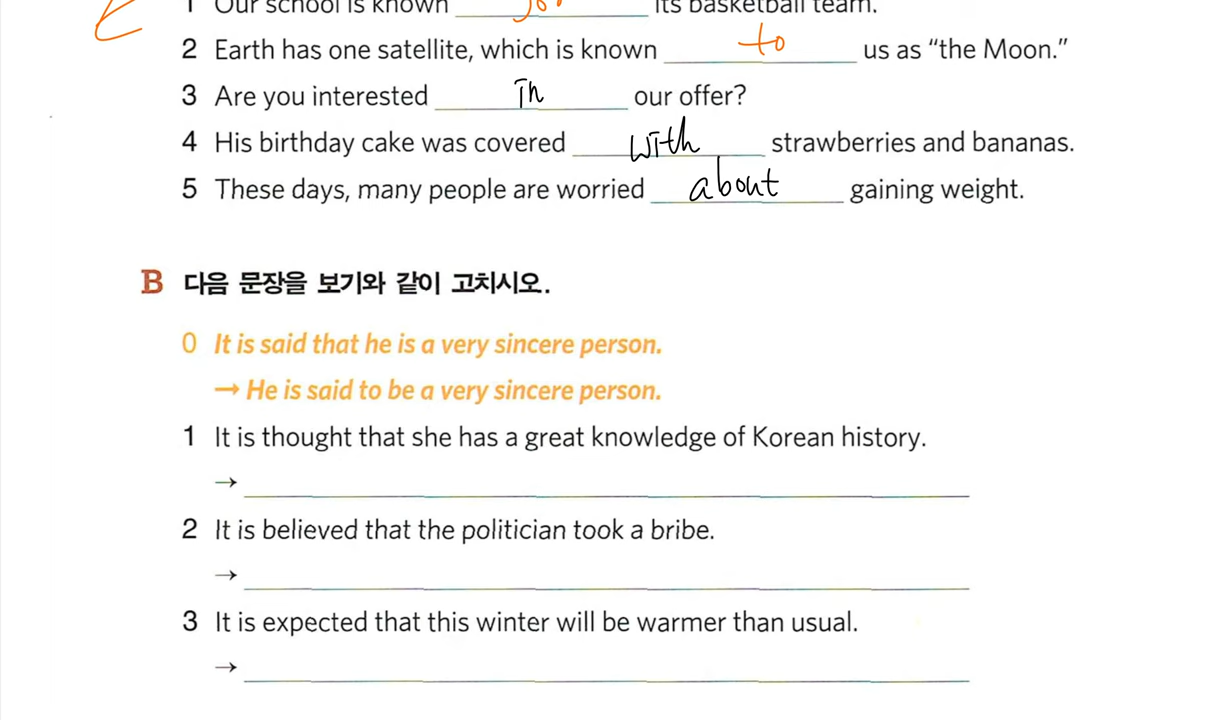 1 Our school is known for its basketball team.
2 Earth has one satellite, which is known to us as “the Moon.”
3 Are you interested in our offer?
4 His birthday cake was covered with strawberries and bananas.
5 These days, many people are worried about gaining weight.
B 다음 문장을 보기와 같이 고치시오.
0 It is said that he is a very sincere person.
→ He is said to be a very sincere person.
1 It is thought that she has a great knowledge of Korean history.
→
2 It is believed that the politician took a bribe.
→
3 It is expected that this winter will be warmer than usual.
→